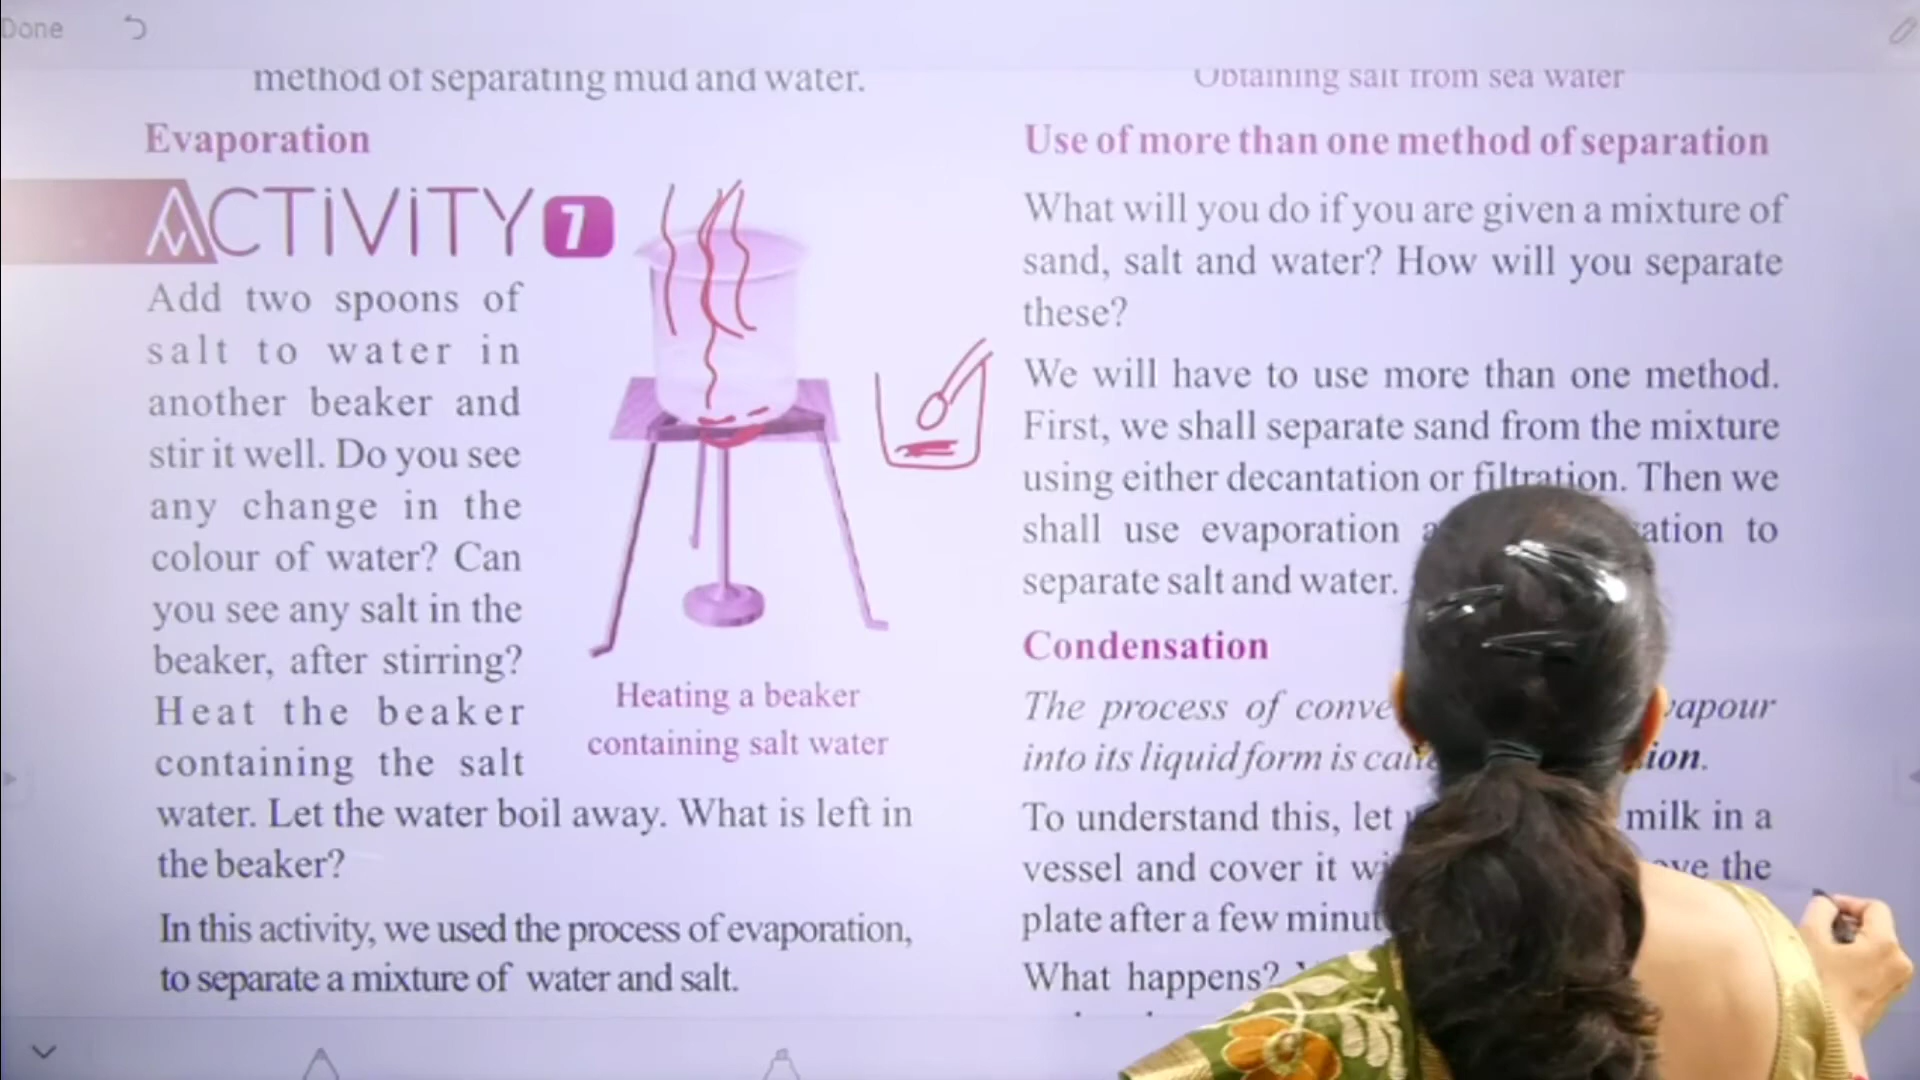 Done
method of separating mud and water.
Evaporation
ACTiViTY 7
Add two spoons of
salt to water in
another beaker and
stir it well. Do you see
any change in the
colour of water? Can
you see any salt in the
beaker, after stirring?
Heat the beaker
containing the salt
water. Let the water boil away. What is left in
the beaker?
Heating a beaker
containing salt water
In this activity, we used the process of evaporation,
to separate a mixture of water and salt.
Obtaining salt from sea water
Use of more than one method of separation
What will you do if you are given a mixture of
sand, salt and water? How will you separate
these?
We will have to use more than one method.
First, we shall separate sand from the mixture
using either decantation or filtration. Then we
shall use evaporation to
separate salt and water.
Condensation
The process of vapour
into its liquid form is
To understand this, let milk in a
vessel and cover it the
plate after a few
What happens?